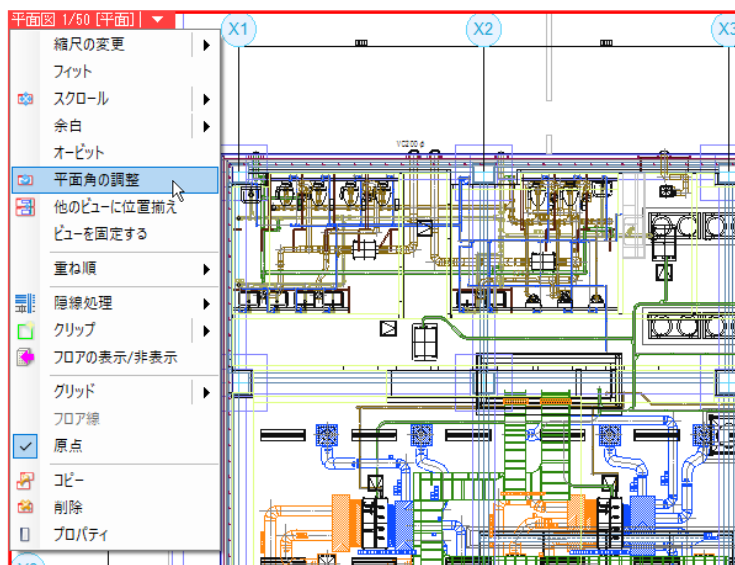 平面図 1/50 [平面] ▼
X1
X2
X3
縮尺の変更
フィット
スクロール
余白
オービット
平面角の調整
他のビューに位置揃え
ビューを固定する
重ね順
隠線処理
クリップ
フロアの表示/非表示
グリッド
フロア線
原点
コピー
削除
プロパティ